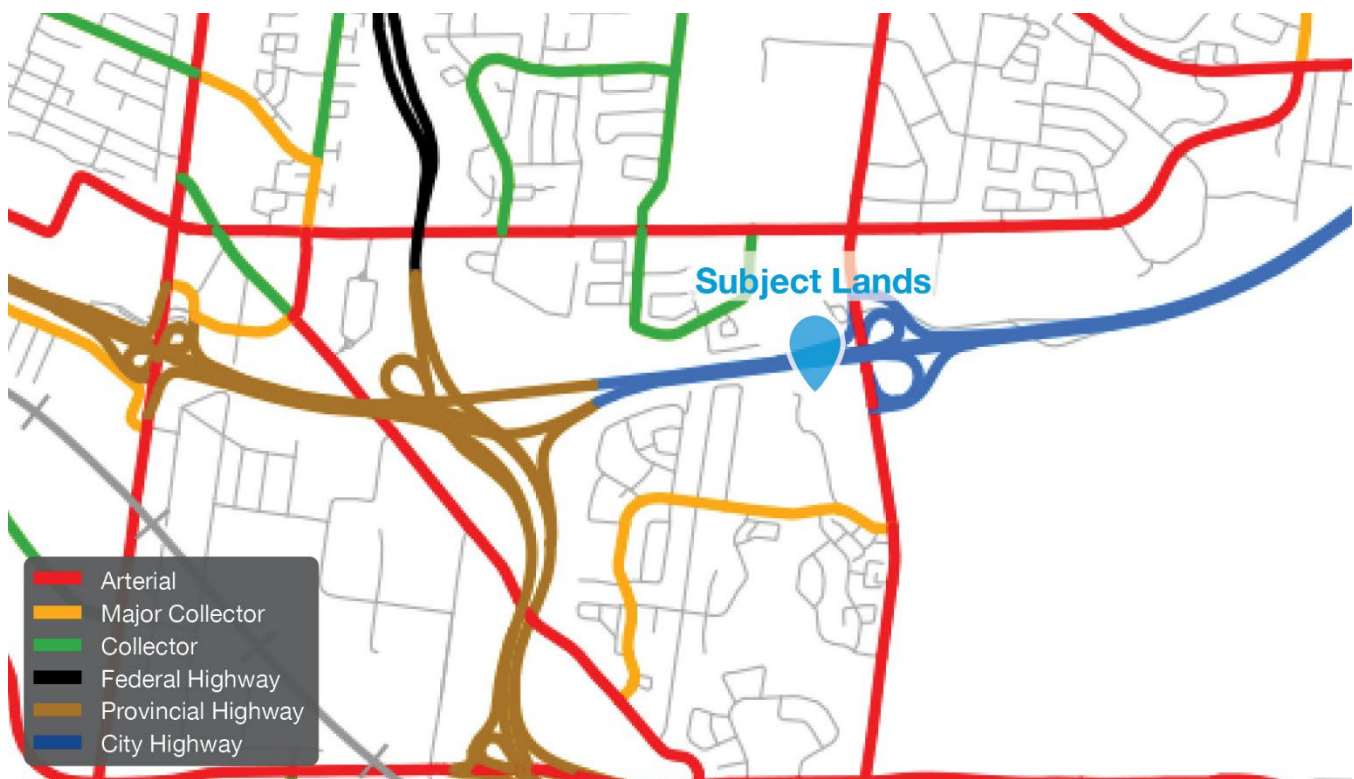 Subject Lands
Arterial
Major Collector
Collector
Federal Highway
Provincial Highway
City Highway